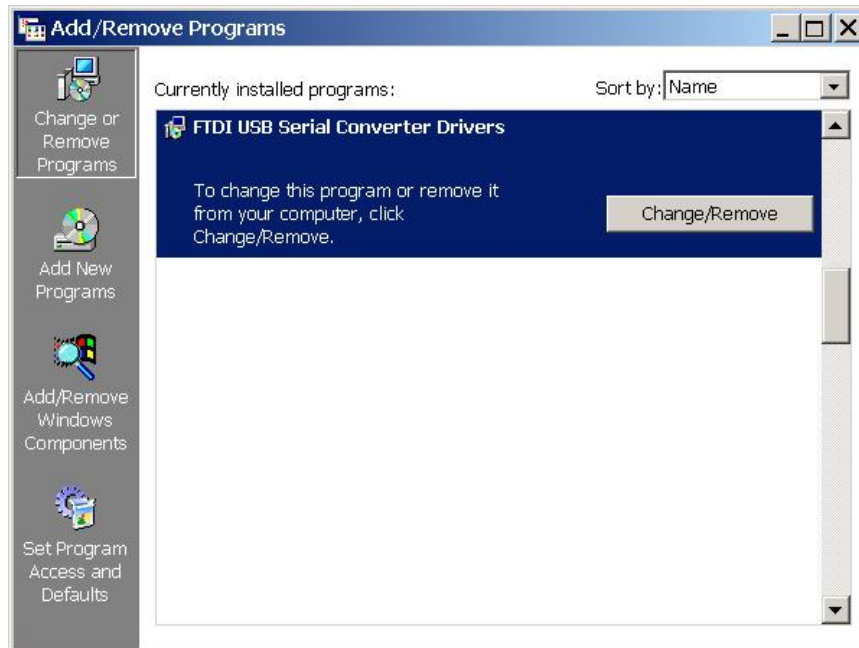 Add/Remove Programs
Change or
Remove
Programs
Add New
Programs
Add/Remove
Windows
Components
Set Program
Access and
Defaults
Currently installed programs:
Sort by: Name
FTDI USB Serial Converter Drivers
To change this program or remove it
from your computer, click
Change/Remove.
Change/Remove